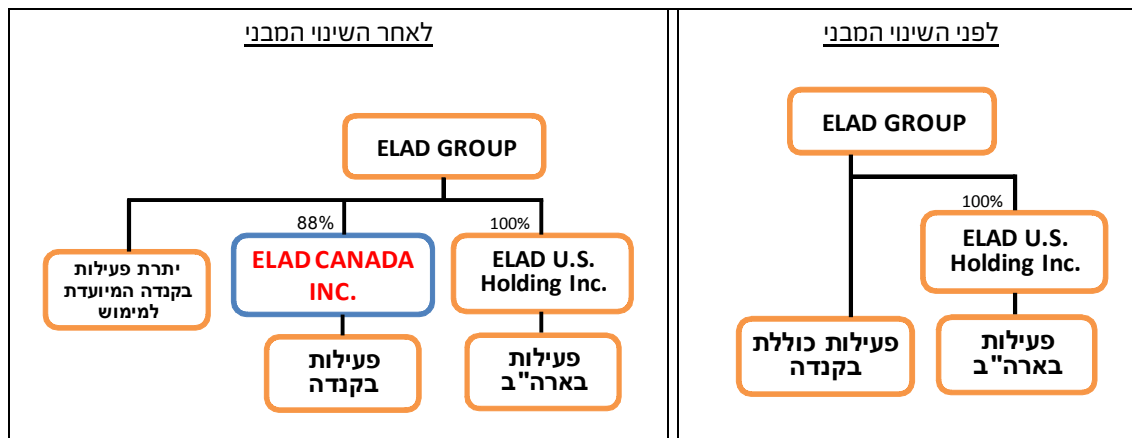 לפני השינוי המבני
ELAD GROUP
100%
ELAD U.S.
Holding Inc.
פעילות כוללת
בקנדה
פעילות
בארה"ב
לאחר השינוי המבני
ELAD GROUP
100%
88%
ELAD U.S.
Holding Inc.
ELAD CANADA
INC.
יתרת פעילות
בקנדה המיועדת
למימוש
פעילות
בארה"ב
פעילות
בקנדה